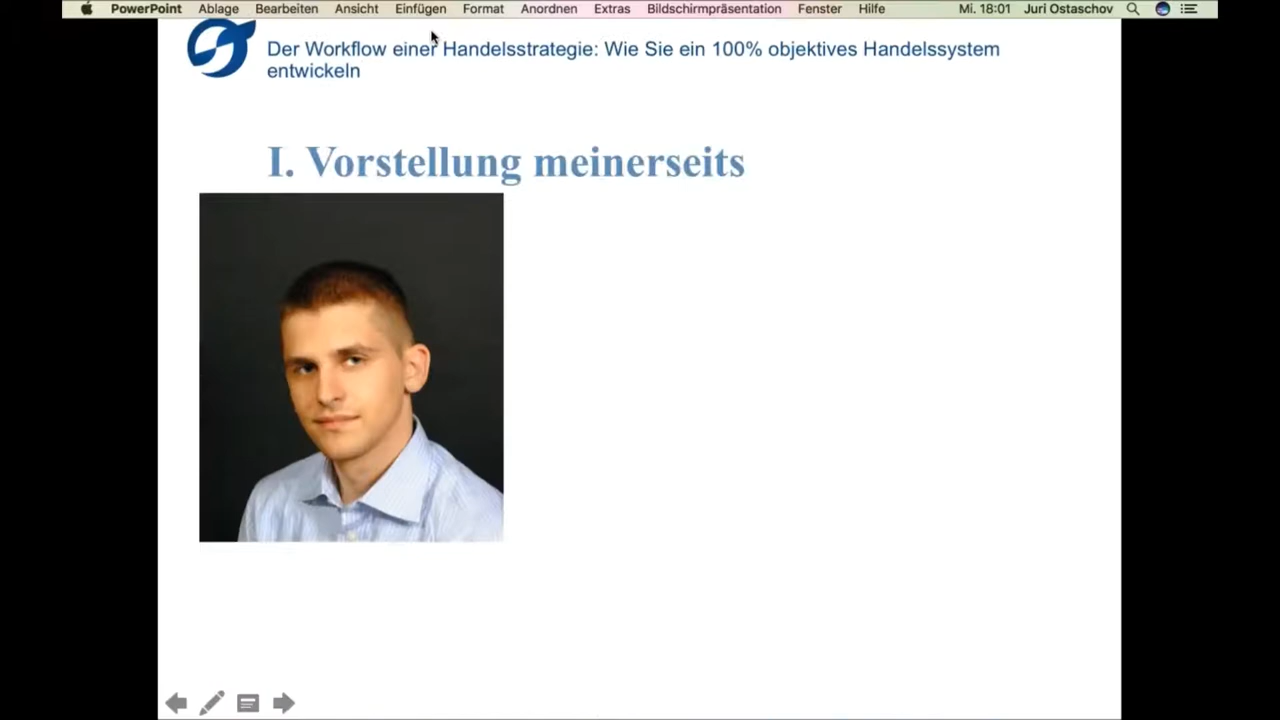 PowerPoint Ablage Bearbeiten Ansicht Einfügen Format Anordnen Extras Bildschirmpräsentation Fenster Hilfe Mi. 18:01 Juri Ostaschov
Der Workflow einer Handelsstrategie: Wie Sie ein 100% objektives Handelssystem
entwickeln
I. Vorstellung meinerseits